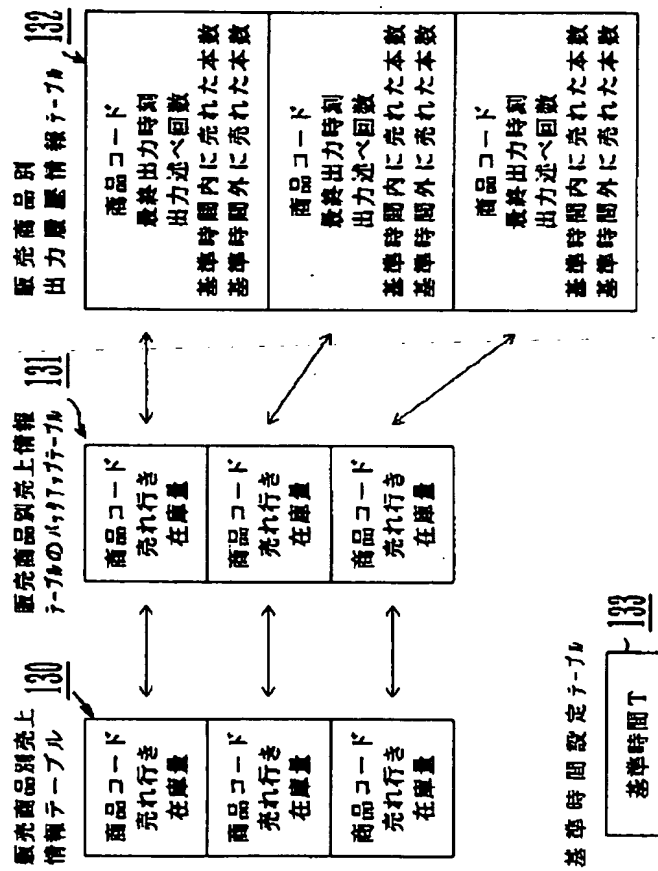 販売商品別売上
情報テーブル
130
商品コード
売れ行き
在庫量
商品コード
売れ行き
在庫量
商品コード
売れ行き
在庫量
販売商品別売上情報
テーブルのバックアップテーブル
131
商品コード
売れ行き
在庫量
商品コード
売れ行き
在庫量
商品コード
売れ行き
在庫量
販売商品別
出力履歴情報テーブル
132
商品コード
最終出力時刻
出力述べ回数
基準時間内に売れた本数
基準時間外に売れた本数
商品コード
最終出力時刻
出力述べ回数
基準時間内に売れた本数
基準時間外に売れた本数
商品コード
最終出力時刻
出力述べ回数
基準時間内に売れた本数
基準時間外に売れた本数
基準時間設定テーブル
133
基準時間T